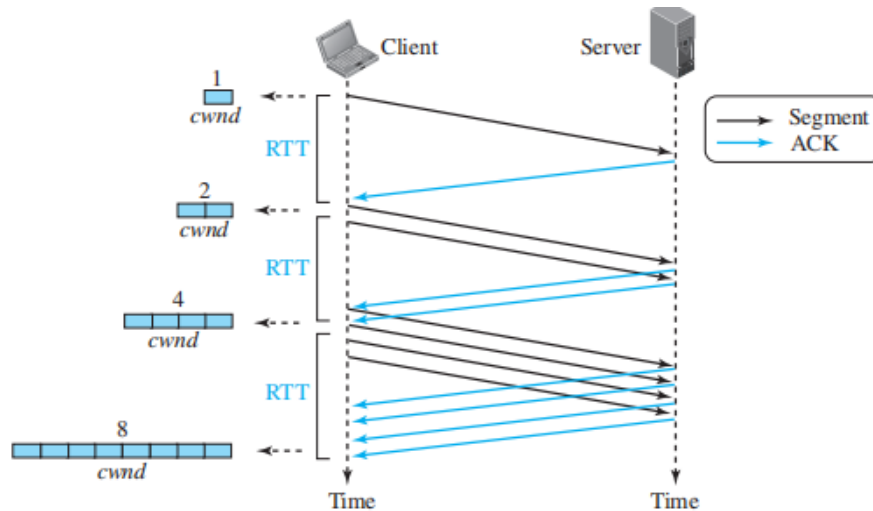 Client
Server
1
cwnd
Segment
ACK
RTT
2
cwnd
RTT
4
cwnd
RTT
8
cwnd
Time
Time